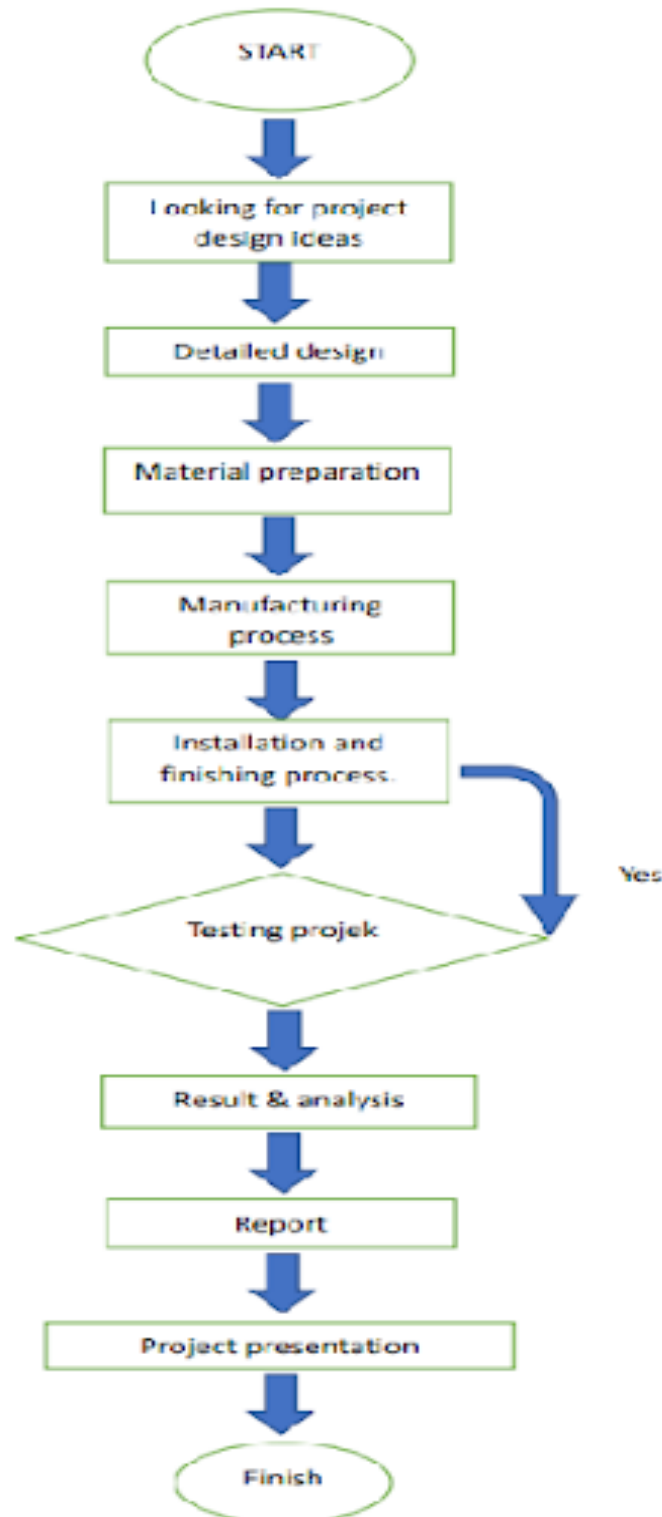 START
Looking for project
design ideas
Detailed design
Material preparation
Manufacturing
process
Installation and
finishing process.
Yes
Testing projek
Result & analysis
Report
Project presentation
Finish